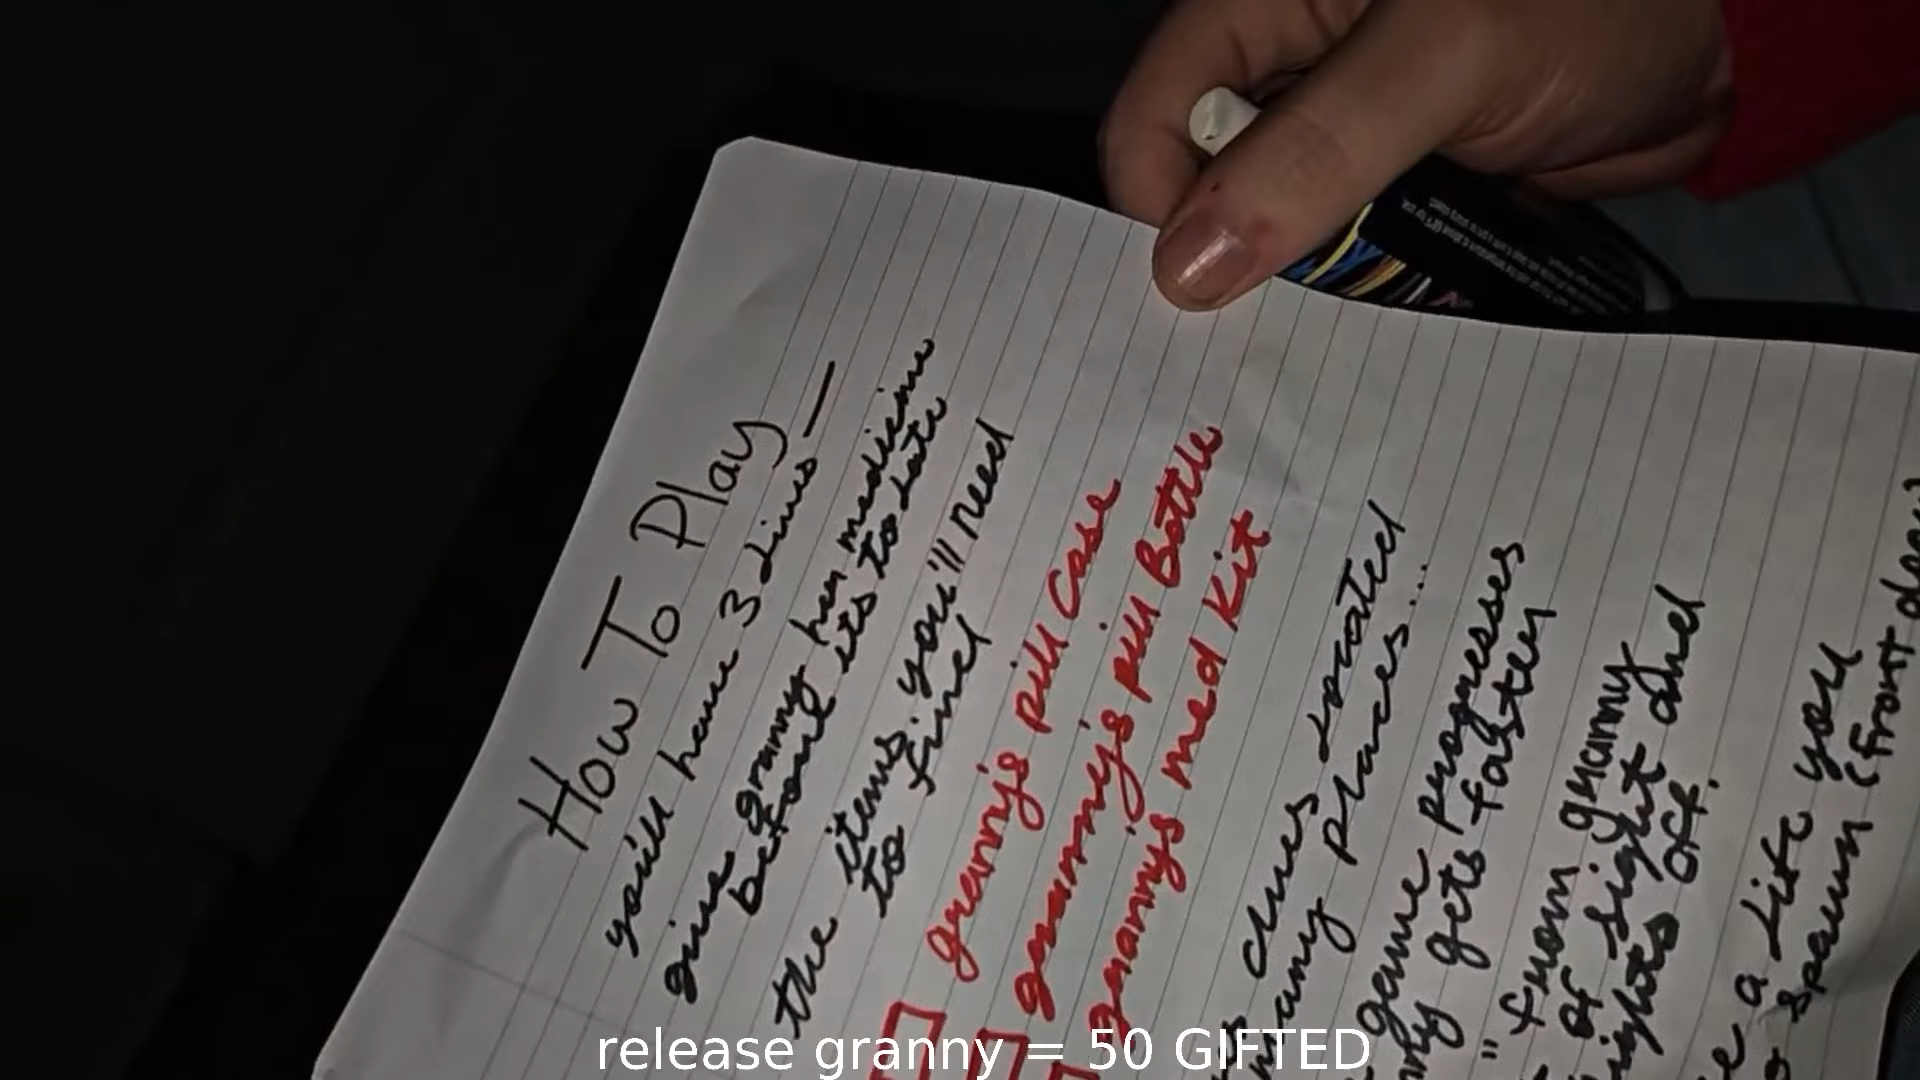 How To Play
you'll have 3 lives —
give granny her medicine
before its to late
the items you'll need
to find
granny's pill case
granny's pill Bottle
granny's med kit
clues located
many places...
game progresses
gets faster
" from granny
of sight and
lights off.
a life you
spawn (front door)
release granny = 50 GIFTED